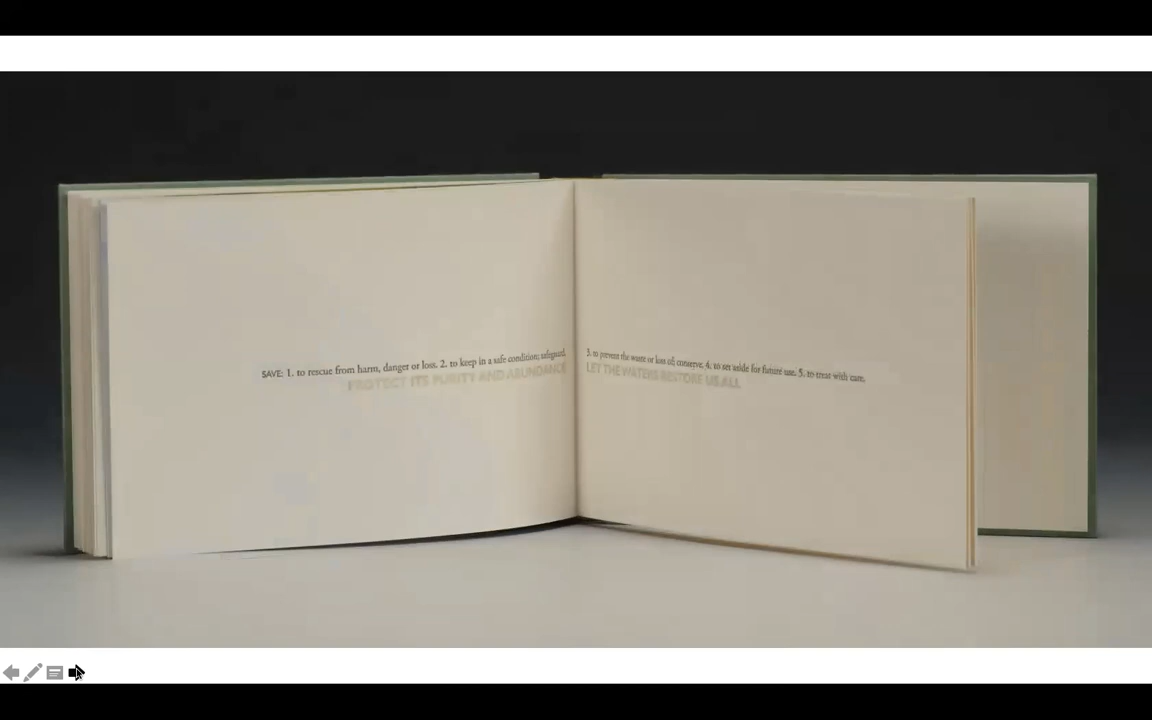 SAVE: 1. to rescue from harm, danger or loss. 2. to keep in a safe condition; safeguard.
PROTECT ITS PURITY AND ABUNDANCE
3. to prevent the waste or loss of; conserve. 4. to set aside for future use. 5. to treat with care.
LET THE WATERS RESTORE US ALL